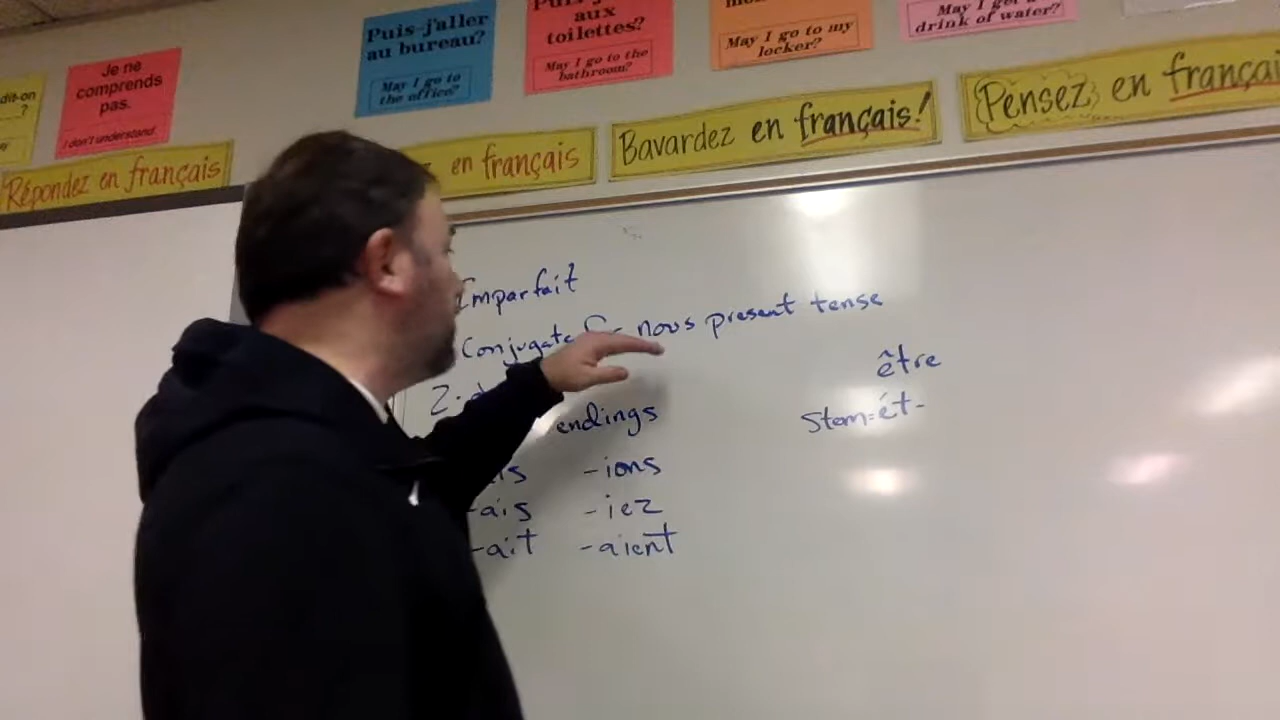 dit-on
?
Je ne
comprends
pas.
I don't understand.
Puis-j'aller
au bureau?
May I go to
the office?
aux
toilettes?
May I go to the
bathroom?
May I go to my
locker?
drink of water?
Répondez en français
en français
Bavardez en français!
Pensez en
Imparfait
Conjugate nous present tense
2.
endings
-ions
-ais -iez
-ait -aient
être
Stem=ét-